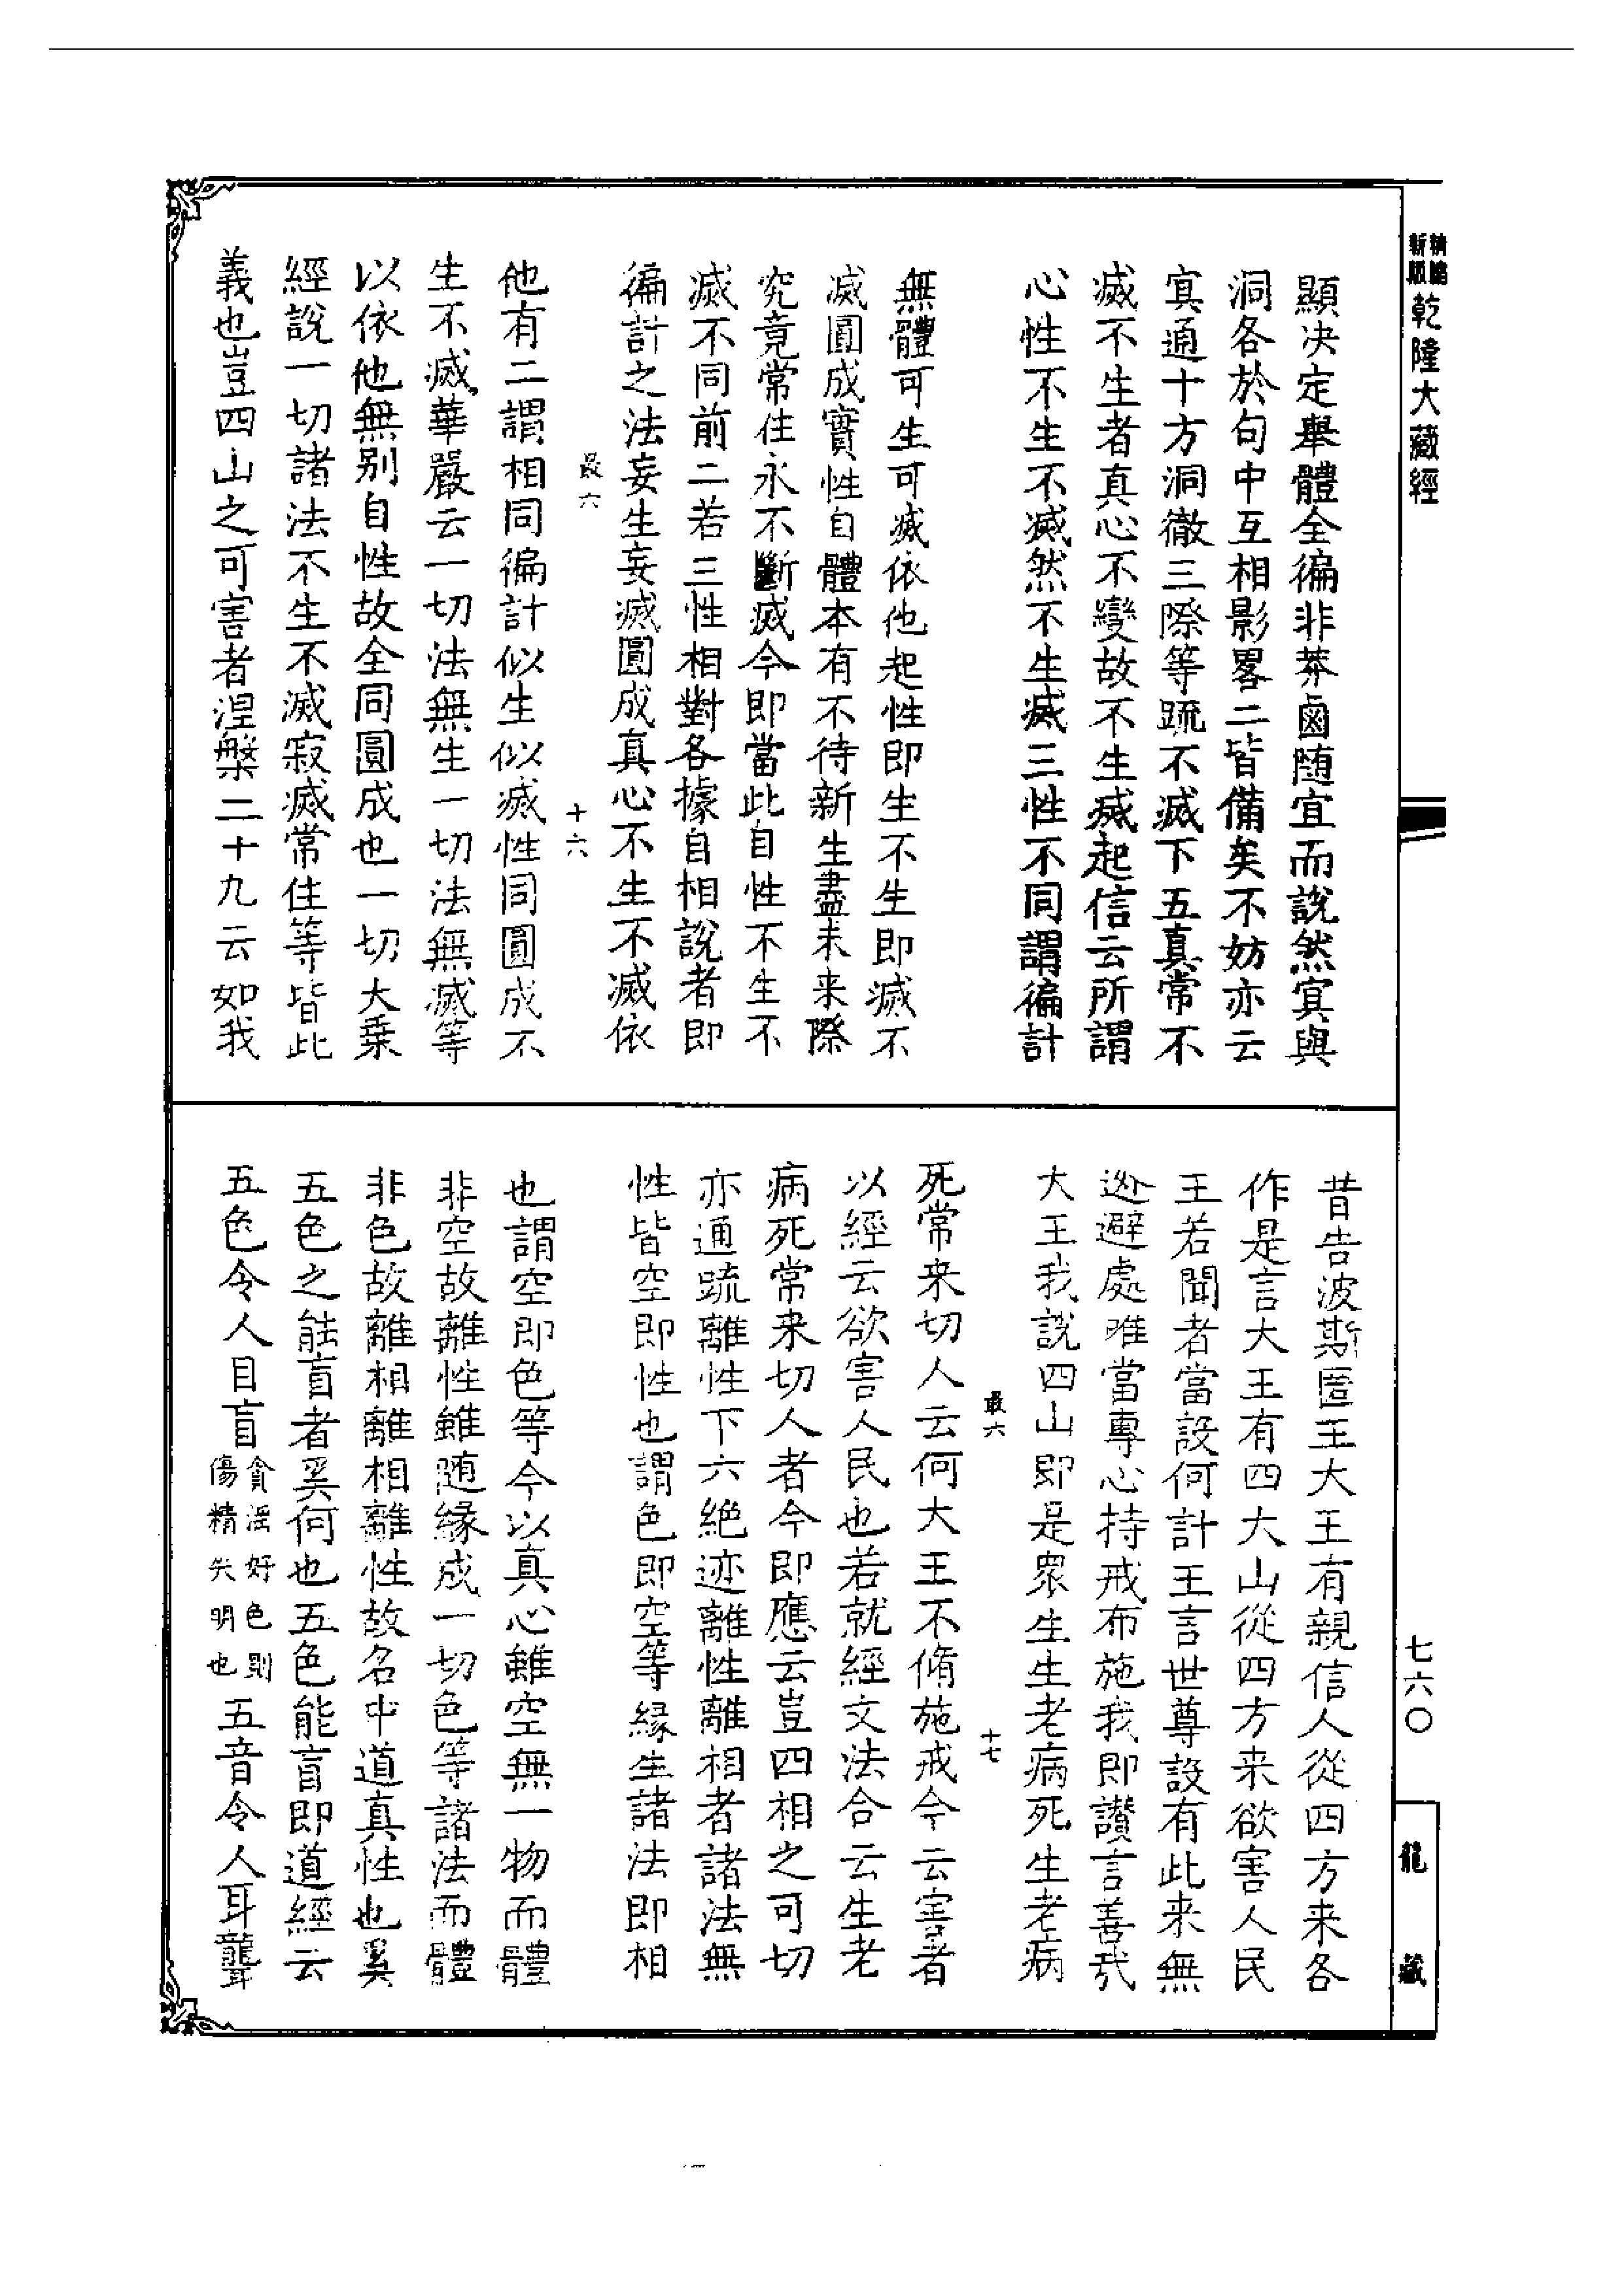 新版
精縮
乾隆大藏經
顯決定舉體全徧非莽鹵随宜而說然㝠與
洞各於句中互相影畧二皆備矣不妨亦云
㝠通十方洞徹三際等䟽不滅下五真常不
滅不生者真心不變故不生滅起信云所謂
心性不生不滅然不生滅三性不同謂徧計
無體可生可滅依他起性即生不生即滅不
滅圓成實性自體本有不待新生盡未来際
究竟常住永不斷滅今即當此自性不生不
滅不同前二若三性相對各據自相說者即
徧計之法妄生妄滅圓成真心不生不滅依
最六
十六
他有二謂相同徧計似生似滅性同圓成不
生不滅華嚴云一切法無生一切法無滅等
以依他無别自性故全同圓成也一切大乗
經說一切諸法不生不滅寂滅常住等皆此
義也豈四山之可害者涅槃二十九云如我
昔告波斯匿王大王有親信人從四方来各
作是言大王有四大山從四方来欲害人民
王若聞者當設何計王言世尊設有此来無
逃避處唯當專心持戒布施我即讃言善哉
大王我說四山即是衆生生老病死生老病
最六
十七
死常来切人云何大王不脩施戒今云害者
以經云欲害人民也若就經文法合云生老
病死常来切人者今即應云豈四相之可切
亦通䟽離性下六絶迹離性離相者諸法無
性皆空即性也謂色即空等緣生諸法即相
也謂空即色等今以真心雖空無一物而體
非空故離性雖随緣成一切色等諸法而體
非色故離相離相離性故名中道真性也奚
五色之能盲者奚何也五色能盲即道經云
五色令人目盲貪淫好色則傷精失明也五音令人耳聾
七六〇
龍藏